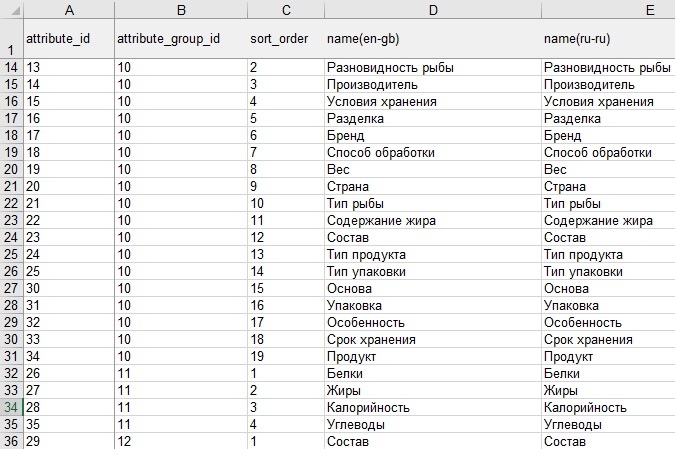 A B C D E
1 attribute_id attribute_group_id sort_order name(en-gb) name(ru-ru)
14 13 10 2 Разновидность рыбы Разновидность рыбы
15 14 10 3 Производитель Производитель
16 15 10 4 Условия хранения Условия хранения
17 16 10 5 Разделка Разделка
18 17 10 6 Бренд Бренд
19 18 10 7 Способ обработки Способ обработки
20 19 10 8 Вес Вес
21 20 10 9 Страна Страна
22 21 10 10 Тип рыбы Тип рыбы
23 22 10 11 Содержание жира Содержание жира
24 23 10 12 Состав Состав
25 24 10 13 Тип продукта Тип продукта
26 25 10 14 Тип упаковки Тип упаковки
27 30 10 15 Основа Основа
28 31 10 16 Упаковка Упаковка
29 32 10 17 Особенность Особенность
30 33 10 18 Срок хранения Срок хранения
31 34 10 19 Продукт Продукт
32 26 11 1 Белки Белки
33 27 11 2 Жиры Жиры
34 28 11 3 Калорийность Калорийность
35 35 11 4 Углеводы Углеводы
36 29 12 1 Состав Состав